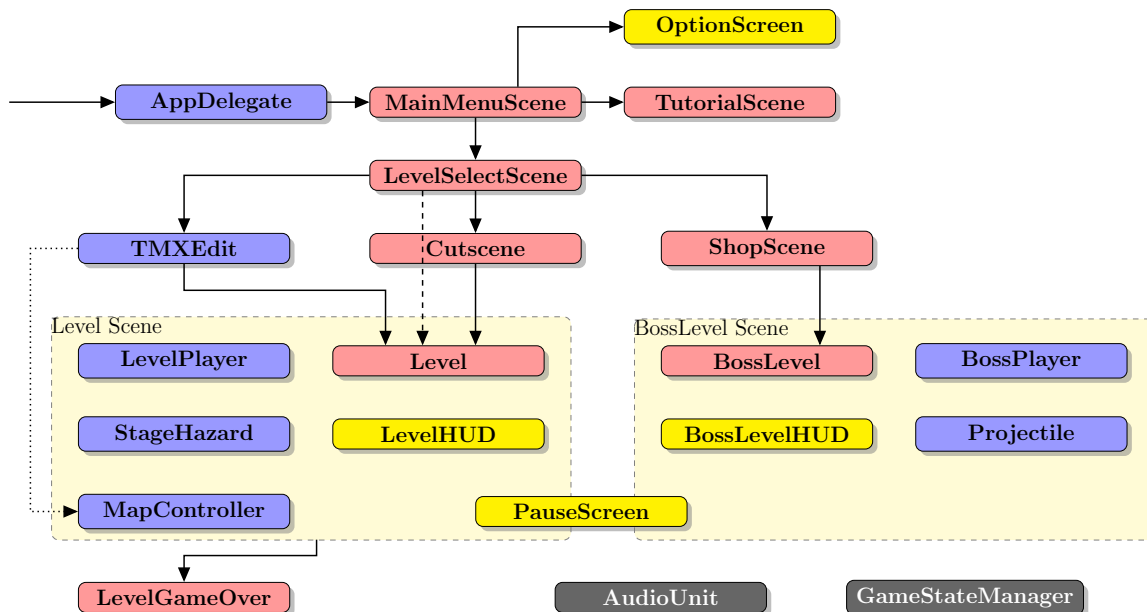 OptionScreen
AppDelegate
MainMenuScene
TutorialScene
LevelSelectScene
TMXEdit
Cutscene
ShopScene
Level Scene
BossLevel Scene
LevelPlayer
Level
BossLevel
BossPlayer
StageHazard
LevelHUD
BossLevelHUD
Projectile
MapController
PauseScreen
LevelGameOver
AudioUnit
GameStateManager